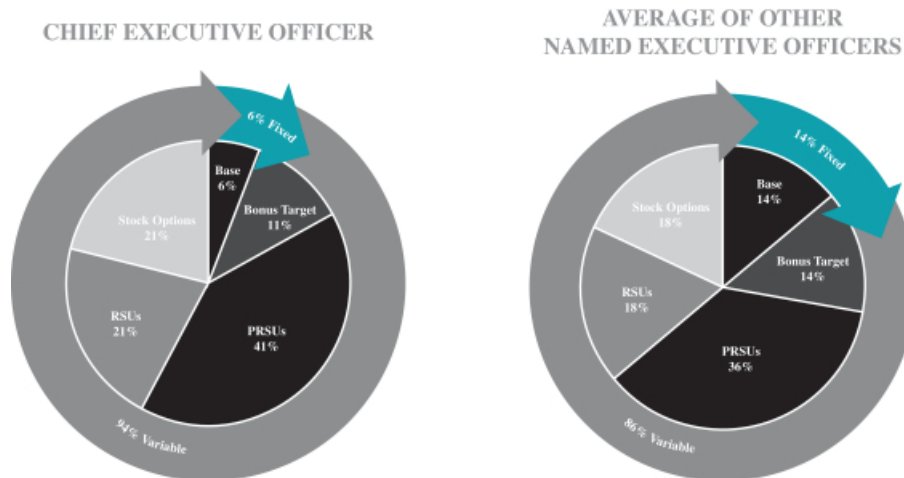 CHIEF EXECUTIVE OFFICER
6% Fixed
Base
6%
Bonus Target
11%
PRSUs
41%
RSUs
21%
Stock Options
21%
94% Variable
AVERAGE OF OTHER
NAMED EXECUTIVE OFFICERS
14% Fixed
Base
14%
Bonus Target
14%
PRSUs
36%
RSUs
18%
Stock Options
18%
86% Variable